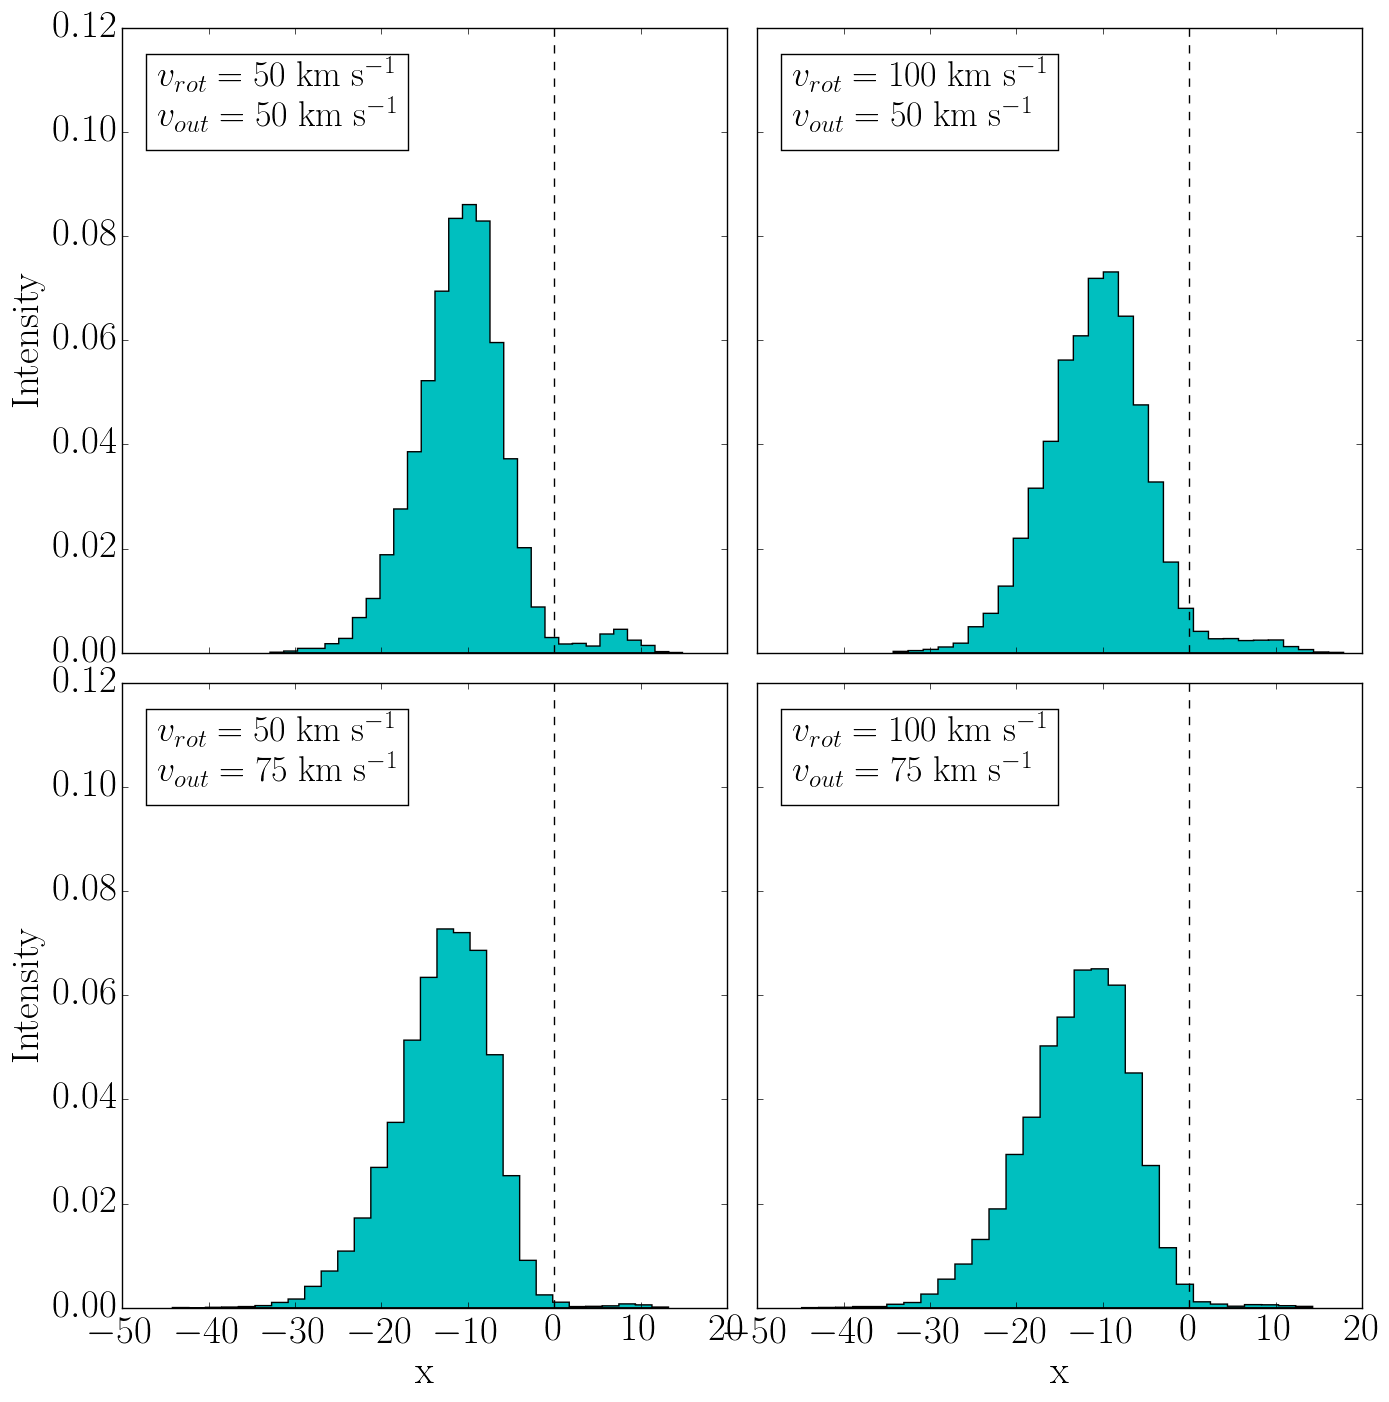 0.12
0.10
0.08
0.06
0.04
0.02
0.00
Intensity
v_rot = 50 km s⁻¹
v_out = 50 km s⁻¹
v_rot = 100 km s⁻¹
v_out = 50 km s⁻¹
0.12
0.10
0.08
0.06
0.04
0.02
0.00
Intensity
v_rot = 50 km s⁻¹
v_out = 75 km s⁻¹
v_rot = 100 km s⁻¹
v_out = 75 km s⁻¹
−50 −40 −30 −20 −10 0 10 20
−50 −40 −30 −20 −10 0 10 20
x
x